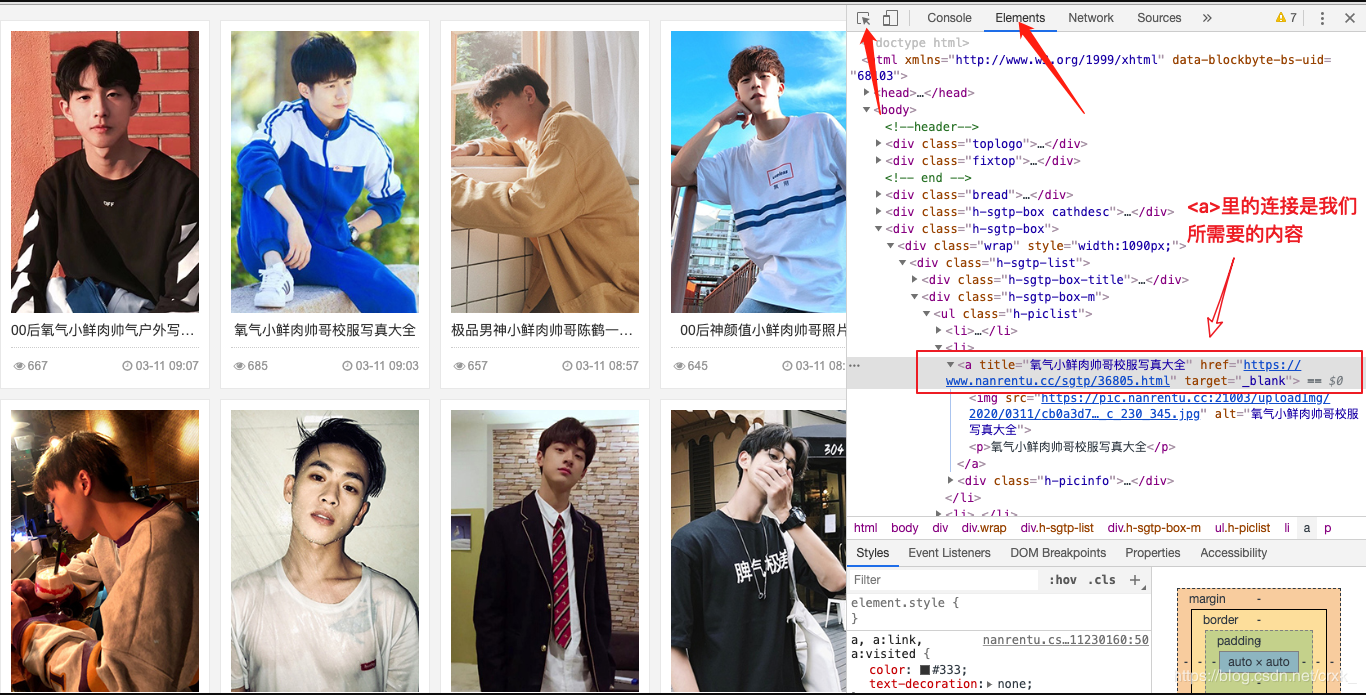 00后氧气小鲜肉帅气户外写…
667 03-11 09:07
氧气小鲜肉帅哥校服写真大全
685 03-11 09:03
极品男神小鲜肉帅哥陈鹤一…
657 03-11 08:57
00后神颜值小鲜肉帅哥照片
645 03-11 08:
OFF
304
脾气极差
Console Elements Network Sources » 7
doctype html>
tml xmlns="http://www.w3.org/1999/xhtml" data-blockbyte-bs-uid=
"68103">
<head>…</head>
<body>
<!--header-->
<div class="toplogo">…</div>
<div class="fixtop">…</div>
<!-- end -->
<div class="bread">…</div>
<div class="h-sgtp-box cathdesc">…</div>
<div class="h-sgtp-box">
<div class="wrap" style="width:1090px;">
<div class="h-sgtp-list">
<div class="h-sgtp-box-title">…</div>
<div class="h-sgtp-box-m">
<ul class="h-piclist">
<li>…</li>
<li>
<a title="氧气小鲜肉帅哥校服写真大全" href="https://
www.nanrentu.cc/sgtp/36805.html" target="_blank"> == $0
<img src="https://pic.nanrentu.cc:21003/uploadImg/
2020/0311/cb0a3d7… c 230 345.jpg" alt="氧气小鲜肉帅哥校服
写真大全">
<p>氧气小鲜肉帅哥校服写真大全</p>
</a>
<div class="h-picinfo">…</div>
</li>
<li> </li>
<a>里的连接是我们
所需要的内容
html body div div.wrap div.h-sgtp-list div.h-sgtp-box-m ul.h-piclist li a p
Styles Event Listeners DOM Breakpoints Properties Accessibility
Filter :hov .cls +
element.style {
}
a, a:link, nanrentu.cs…11230160:50
a:visited {
color: #333;
text-decoration: none;
margin -
border -
padding
auto × auto